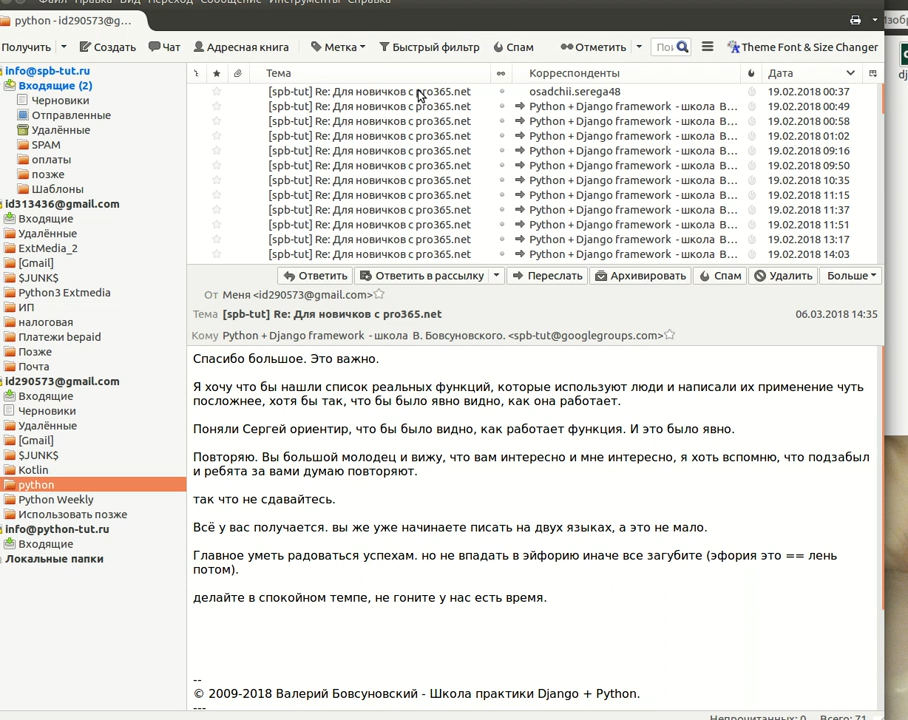 Файл Правка Вид Переход Сообщение Инструменты Справка
python - id290573@g...
Получить Создать Чат Адресная книга Метка Быстрый фильтр Спам Отметить Theme Font & Size Changer
info@spb-tut.ru
Входящие (2)
Черновики
Отправленные
Удалённые
SPAM
оплаты
позже
Шаблоны
id313436@gmail.com
Входящие
Удалённые
ExtMedia_2
[Gmail]
$JUNK$
Python3 Extmedia
ИП
налоговая
Платежи bepaid
Позже
Почта
id290573@gmail.com
Входящие
Черновики
Удалённые
[Gmail]
$JUNK$
Kotlin
python
Python Weekly
Использовать позже
info@python-tut.ru
Входящие
Локальные папки
Тема Корреспонденты Дата
[spb-tut] Re: Для новичков с pro365.net osadchii.serega48 19.02.2018 00:37
[spb-tut] Re: Для новичков с pro365.net Python + Django framework - школа В... 19.02.2018 00:49
[spb-tut] Re: Для новичков с pro365.net Python + Django framework - школа В... 19.02.2018 00:58
[spb-tut] Re: Для новичков с pro365.net Python + Django framework - школа В... 19.02.2018 01:02
[spb-tut] Re: Для новичков с pro365.net Python + Django framework - школа В... 19.02.2018 09:16
[spb-tut] Re: Для новичков с pro365.net Python + Django framework - школа В... 19.02.2018 09:50
[spb-tut] Re: Для новичков с pro365.net Python + Django framework - школа В... 19.02.2018 10:35
[spb-tut] Re: Для новичков с pro365.net Python + Django framework - школа В... 19.02.2018 11:15
[spb-tut] Re: Для новичков с pro365.net Python + Django framework - школа В... 19.02.2018 11:37
[spb-tut] Re: Для новичков с pro365.net Python + Django framework - школа В... 19.02.2018 11:51
[spb-tut] Re: Для новичков с pro365.net Python + Django framework - школа В... 19.02.2018 13:17
[spb-tut] Re: Для новичков с pro365.net Python + Django framework - школа В... 19.02.2018 14:03
Ответить Ответить в рассылку Переслать Архивировать Спам Удалить Больше
От Меня <id290573@gmail.com>
Тема [spb-tut] Re: Для новичков с pro365.net 06.03.2018 14:35
Кому Python + Django framework - школа В. Бовсуновского. <spb-tut@googlegroups.com>
Спасибо большое. Это важно.
Я хочу что бы нашли список реальных функций, которые используют люди и написали их применение чуть
посложнее, хотя бы так, что бы было явно видно, как она работает.
Поняли Сергей ориентир, что бы было видно, как работает функция. И это было явно.
Повторяю. Вы большой молодец и вижу, что вам интересно и мне интересно, я хоть вспомню, что подзабыл
и ребята за вами думаю повторяют.
так что не сдавайтесь.
Всё у вас получается. вы же уже начинаете писать на двух языках, а это не мало.
Главное уметь радоваться успехам. но не впадать в эйфорию иначе все загубите (эфория это == лень
потом).
делайте в спокойном темпе, не гоните у нас есть время.
--
© 2009-2018 Валерий Бовсуновский - Школа практики Django + Python.
---
Непрочитанных: 0 Всего: 71